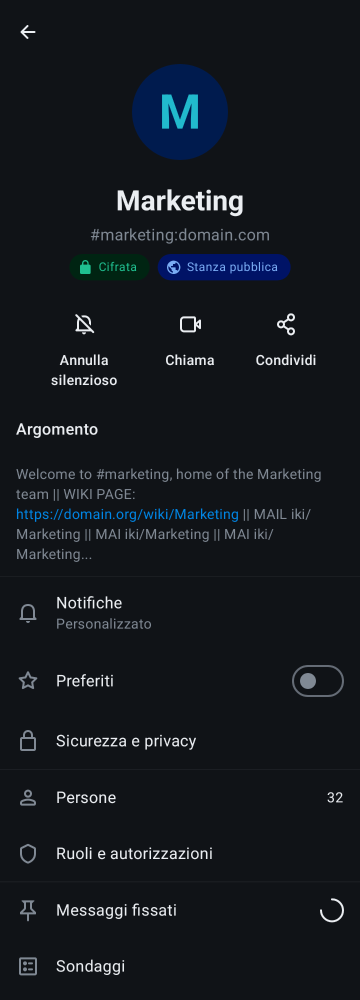 M
Marketing
#marketing:domain.com
Cifrata Stanza pubblica
Annulla silenzioso
Chiama
Condividi
Argomento
Welcome to #marketing, home of the Marketing
team || WIKI PAGE:
https://domain.org/wiki/Marketing || MAIL iki/
Marketing || MAI iki/Marketing || MAI iki/
Marketing...
Notifiche
Personalizzato
Preferiti
Sicurezza e privacy
Persone 32
Ruoli e autorizzazioni
Messaggi fissati
Sondaggi